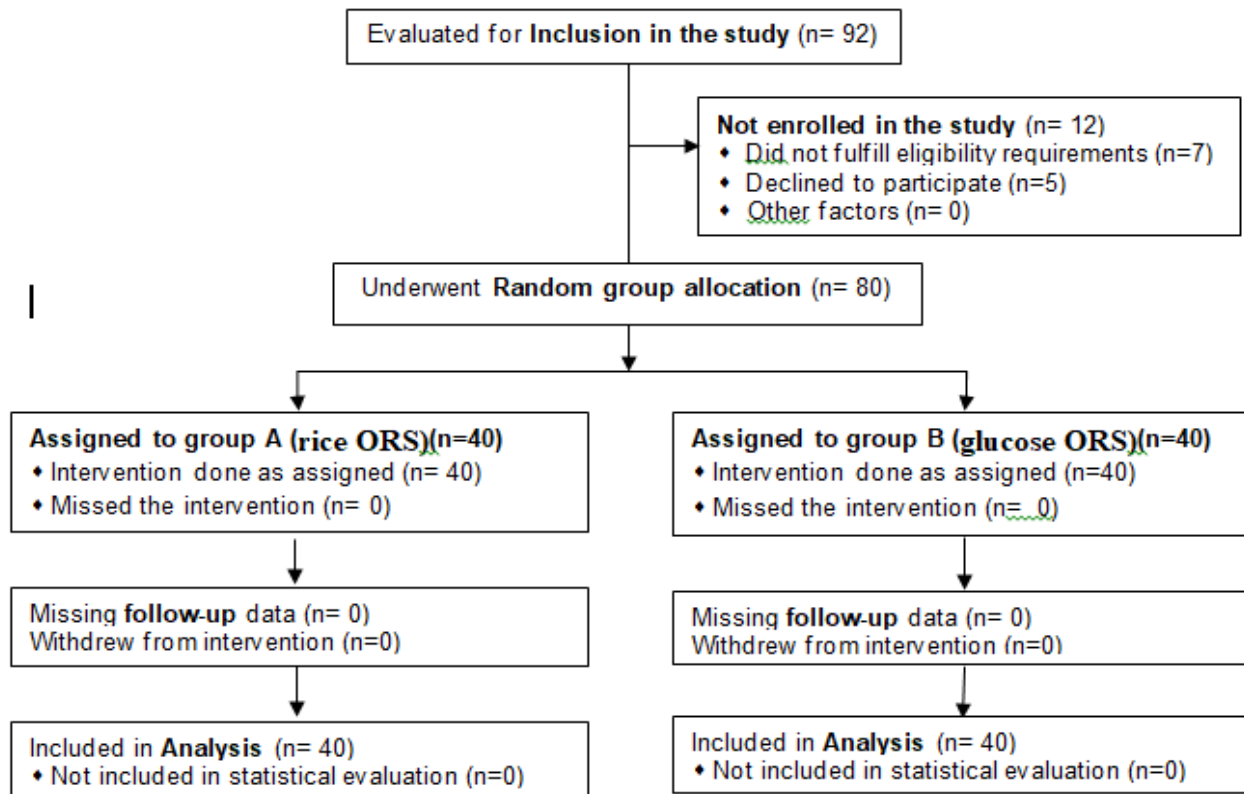 Evaluated for Inclusion in the study (n= 92)
Not enrolled in the study (n= 12)
♦ Did not fulfill eligibility requirements (n=7)
♦ Declined to participate (n=5)
♦ Other factors (n= 0)
Underwent Random group allocation (n= 80)
Assigned to group A (rice ORS)(n=40)
♦ Intervention done as assigned (n= 40)
♦ Missed the intervention (n= 0)
Assigned to group B (glucose ORS)(n=40)
♦ Intervention done as assigned (n=40)
♦ Missed the intervention (n=   0)
Missing follow-up data (n= 0)
Withdrew from intervention (n=0)
Missing follow-up data (n= 0)
Withdrew from intervention (n=0)
Included in Analysis (n= 40)
♦ Not included in statistical evaluation (n=0)
Included in Analysis (n= 40)
♦ Not included in statistical evaluation (n=0)